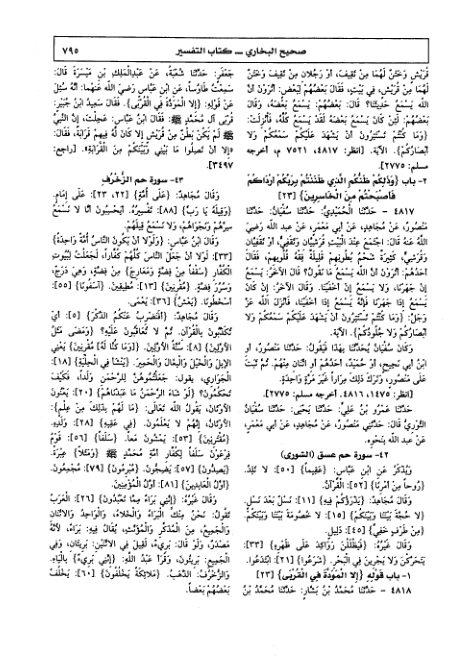 صحيح البخاري ــ كتاب التفسير
٧٩٥
قُرَيْشٍ وَخَتَنٌ لَهُمَا مِنْ ثَقِيفَ، أَوْ رَجُلَانِ مِنْ ثَقِيفَ وَخَتَنٌ
لَهُمَا مِنْ قُرَيْشٍ، فِي بَيْتٍ، فَقَالَ بَعْضُهُمْ لِبَعْضٍ: أَتُرَوْنَ أَنَّ
اللهَ يَسْمَعُ حَدِيثَنَا؟ قَالَ: بَعْضُهُمْ: يَسْمَعُ بَعْضَهُ، وَقَالَ
بَعْضُهُمْ: لَئِنْ كَانَ يَسْمَعُ بَعْضَهُ لَقَدْ يَسْمَعُ كُلَّهُ، فَأُنْزِلَتْ:
{وَمَا كُنْتُمْ تَسْتَتِرُونَ أَنْ يَشْهَدَ عَلَيْكُمْ سَمْعُكُمْ وَلَا
أَبْصَارُكُمْ}. الآيَةَ. [انظر: ٤٨١٧، ٧٥٢١ م، أخرجه
مسلم: ٢٧٧٥].
٢- باب {وَذَلِكُمْ ظَنُّكُمُ الَّذِي ظَنَنْتُمْ بِرَبِّكُمْ أَرْدَاكُمْ
فَأَصْبَحْتُمْ مِنَ الْخَاسِرِينَ} [٢٣]
٤٨١٧ - حَدَّثَنَا الْحُمَيْدِيُّ: حَدَّثَنَا سُفْيَانُ: حَدَّثَنَا
مَنْصُورٌ، عَنْ مُجَاهِدٍ، عَنْ أَبِي مَعْمَرٍ، عَنْ عبد الله رَضِيَ
اللهُ عَنْهُ قَالَ: اجْتَمَعَ عِنْدَ الْبَيْتِ قُرَشِيَّانِ وَثَقَفِيٌّ، أَوْ ثَقَفِيَّانِ
وَقُرَشِيٌّ، كَثِيرَةٌ شَحْمُ بُطُونِهِمْ قَلِيلَةٌ فِقْهُ قُلُوبِهِمْ، فَقَالَ
أَحَدُهُمْ: أَتُرَوْنَ أَنَّ اللهَ يَسْمَعُ مَا نَقُولُ؟ قَالَ الآخَرُ: يَسْمَعُ
إِنْ جَهَرْنَا، وَلَا يَسْمَعُ إِنْ أَخْفَيْنَا. وَقَالَ الآخَرُ: إِنْ كَانَ
يَسْمَعُ إِذَا جَهَرْنَا فَإِنَّهُ يَسْمَعُ إِذَا أَخْفَيْنَا، فَأَنْزَلَ اللهُ عَزَّ
وَجَلَّ: {وَمَا كُنْتُمْ تَسْتَتِرُونَ أَنْ يَشْهَدَ عَلَيْكُمْ سَمْعُكُمْ وَلَا
أَبْصَارُكُمْ وَلَا جُلُودُكُمْ}. الآيَةَ.
وَكَانَ سُفْيَانُ يُحَدِّثُنَا بِهَذَا فَيَقُولُ: حَدَّثَنَا مَنْصُورٌ، أَوِ
ابْنُ أَبِي نَجِيحٍ، أَوْ حُمَيْدٌ، أَحَدُهُمْ أَوِ اثْنَانِ مِنْهُمْ. ثُمَّ ثَبَتَ
عَلَى مَنْصُورٍ، وَتَرَكَ ذَلِكَ مِرَارًا غَيْرَ مَرَّةٍ وَاحِدَةٍ.
[انظر: ٤٨١٦، أخرجه مسلم: ٢٧٧٥].
حَدَّثَنَا عَمْرُو بْنُ عَلِيٍّ: حَدَّثَنَا يَحْيَى: حَدَّثَنَا سُفْيَانُ
الثَّوْرِيُّ قَالَ: حَدَّثَنِي مَنْصُورٌ، عَنْ مُجَاهِدٍ، عَنْ أَبِي مَعْمَرٍ،
عَنْ عبد الله بِنَحْوِهِ.
٤٢- سورة حم عسق (الشورى)
وَيُذْكَرُ عَنِ ابْنِ عَبَّاسٍ: {عَقِيمًا} [٥٠]: لَا تَلِدُ.
{رُوحًا مِنْ أَمْرِنَا} [٥٢]: الْقُرْآنُ.
وَقَالَ مُجَاهِدٌ: {يَذْرَؤُكُمْ فِيهِ} [١١]: نَسْلٌ بَعْدَ نَسْلٍ.
{لَا حُجَّةَ بَيْنَنَا وَبَيْنَكُمُ} [١٥]: لَا خُصُومَةَ بَيْنَنَا وَبَيْنَكُمْ.
{مِنْ طَرْفٍ خَفِيٍّ} [٤٥]: ذَلِيلٍ.
وَقَالَ غَيْرُهُ: {فَيَظْلَلْنَ رَوَاكِدَ عَلَى ظَهْرِهِ} [٣٣]:
يَتَحَرَّكْنَ وَلَا يَجْرِينَ فِي الْبَحْرِ. {شَرَعُوا} [٢١]: ابْتَدَعُوا.
١- باب قَوْلِهِ {إِلَّا الْمَوَدَّةَ فِي الْقُرْبَى} [٢٣]
٤٨١٨ - حَدَّثَنَا مُحَمَّدُ بْنُ بَشَّارٍ: حَدَّثَنَا مُحَمَّدُ بْنُ
جَعْفَرٍ: حَدَّثَنَا شُعْبَةُ، عَنْ عَبْدِالمَلِكِ بْنِ مَيْسَرَةَ قَالَ:
سَمِعْتُ طَاوُسًا، عَنِ ابْنِ عَبَّاسٍ رَضِيَ اللهُ عَنْهُمَا: أَنَّهُ سُئِلَ
عَنْ قَوْلِهِ: {إِلَّا الْمَوَدَّةَ فِي الْقُرْبَى}. فَقَالَ سَعِيدُ بْنُ جُبَيْرٍ:
قُرْبَى آلِ مُحَمَّدٍ ﷺ، فَقَالَ ابْنُ عَبَّاسٍ: عَجِلْتَ، إِنَّ النَّبِيَّ
ﷺ لَمْ يَكُنْ بَطْنٌ مِنْ قُرَيْشٍ إِلَّا كَانَ لَهُ فِيهِمْ قَرَابَةٌ، فَقَالَ:
«إِلَّا أَنْ تَصِلُوا مَا بَيْنِي وَبَيْنَكُمْ مِنَ الْقَرَابَةِ». [راجع:
٣٤٩٧].
٤٣- سورة حم الزُّخْرُفِ
وَقَالَ مُجَاهِدٌ: {عَلَى أُمَّةٍ} [٢٢، ٢٣]: عَلَى إِمَامٍ.
{وَقِيلَهُ يَا رَبِّ} [٨٨]: تَفْسِيرُهُ. أَيَحْسِبُونَ أَنَّا لَا نَسْمَعُ
سِرَّهُمْ وَنَجْوَاهُمْ، وَلَا نَسْمَعُ قِيلَهُمْ.
وَقَالَ ابْنُ عَبَّاسٍ: {وَلَوْلَا أَنْ يَكُونَ النَّاسُ أُمَّةً وَاحِدَةً}
[٣٣]: لَوْلَا أَنْ جَعَلَ النَّاسَ كُلَّهُمْ كُفَّارًا، لَجَعَلْتُ لِبُيُوتِ
الْكُفَّارِ {سَقْفًا مِنْ فِضَّةٍ وَمَعَارِجَ} مِنْ فِضَّةٍ، وَهِيَ دَرَجٌ،
وَسُرُرَ فِضَّةٍ. {مُقْرِنِينَ} [١٣]: مُطِيقِينَ. {آسَفُونَا} [٥٥]:
أَسْخَطُونَا. {يَعْشُ} [٣٦]: يَعْمَى.
وَقَالَ مُجَاهِدٌ: {أَفَنَضْرِبُ عَنْكُمُ الذِّكْرَ} [٥]: أَيْ
تُكَذِّبُونَ بِالْقُرْآنِ، ثُمَّ لَا تُعَاقَبُونَ عَلَيْهِ؟ {وَمَضَى مَثَلُ
الأَوَّلِينَ} [٨]: سُنَّةُ الأَوَّلِينَ. {وَمَا كُنَّا لَهُ مُقْرِنِينَ} يَعْنِي
الإِبِلَ وَالْخَيْلَ وَالْبِغَالَ وَالْحَمِيرَ. {يَنْشَأُ فِي الْحِلْيَةِ} [١٨]:
الْجَوَارِي، يقول: جَعَلْتُمُوهُنَّ لِلرَّحْمَنِ وَلَدًا، فَكَيْفَ
تَحْكُمُونَ؟ {لَوْ شَاءَ الرَّحْمَنُ مَا عَبَدْنَاهُمْ} [٢٠]: يَعْنُونَ
الأَوْثَانَ، يَقُولُ اللهُ تَعَالَى: {مَا لَهُمْ بِذَلِكَ مِنْ عِلْمٍ}:
الأَوْثَانُ، إِنَّهُمْ لَا يَعْلَمُونَ. {فِي عَقِبِهِ} [٢٨]: وَلَدِهِ.
{مُقْتَرِنِينَ} [٥٣]: يَمْشُونَ مَعًا. {سَلَفًا} [٥٦]: قَوْمُ
فِرْعَوْنَ سَلَفًا لِكُفَّارِ أُمَّةِ مُحَمَّدٍ ﷺ {وَمَثَلًا} عِبْرَةً.
{يَصِدُّونَ} [٥٧]: يَضِجُّونَ. {مُبْرِمُونَ} [٧٩]: مُجْمِعُونَ.
{أَوَّلُ الْعَابِدِينَ} [٨١]: أَوَّلُ الْمُؤْمِنِينَ.
وَقَالَ غَيْرُهُ: {إِنَّنِي بَرَاءٌ مِمَّا تَعْبُدُونَ} [٢٦]: الْعَرَبُ
تَقُولُ: نَحْنُ مِنْكَ الْبَرَاءُ وَالْخَلَاءُ، وَالْوَاحِدُ وَالِاثْنَانِ
وَالْجَمِيعُ، مِنَ الْمُذَكَّرِ وَالْمُؤَنَّثِ، يُقَالُ فِيهِ: بَرَاءٌ، لِأَنَّهُ
مَصْدَرٌ، وَلَوْ قَالَ: بَرِيءٌ، لَقِيلَ فِي الِاثْنَيْنِ: بَرِيئَانِ، وَفِي
الْجَمِيعِ: بَرِيئُونَ، وَقَرَأَ عبدُ اللهِ: {إِنَّنِي بَرِيءٌ} بِالْيَاءِ.
وَالزُّخْرُفُ: الذَّهَبُ. {مَلَائِكَةً يَخْلُفُونَ} [٦٠]: يَخْلُفُ
بَعْضُهُمْ بَعْضًا.